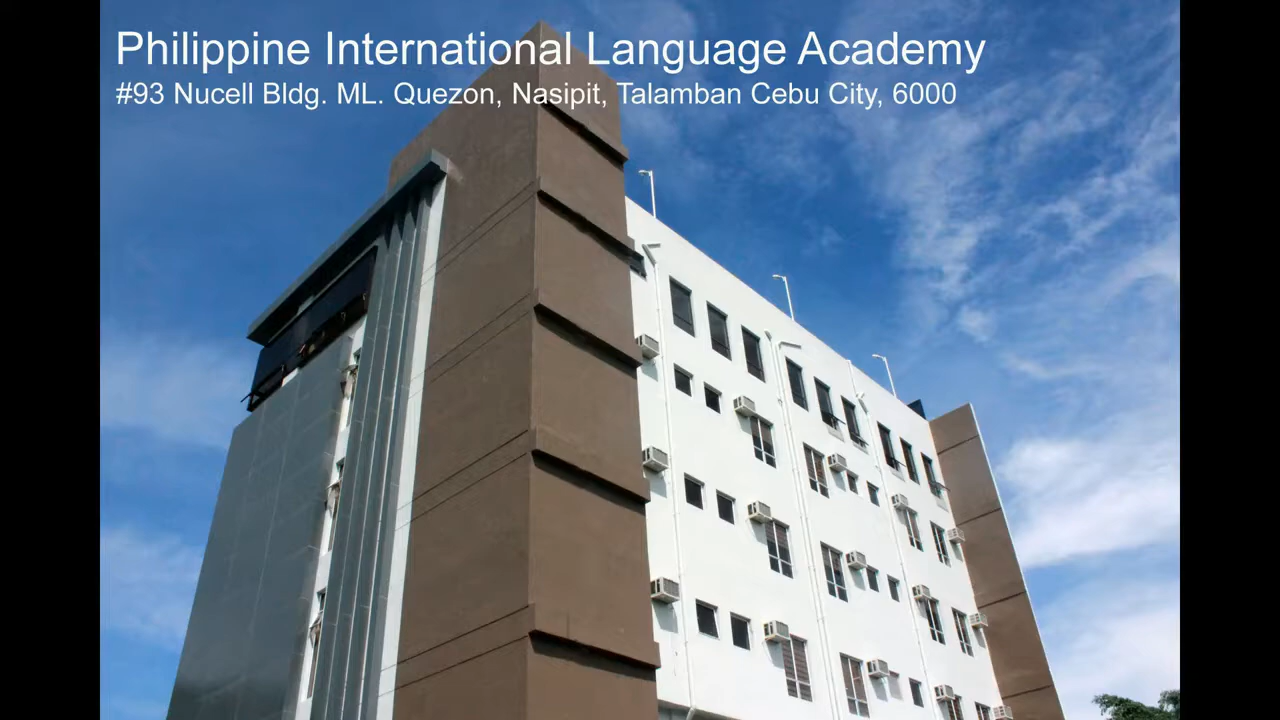 Philippine International Language Academy
#93 Nucell Bldg. ML. Quezon, Nasipit, Talamban Cebu City, 6000